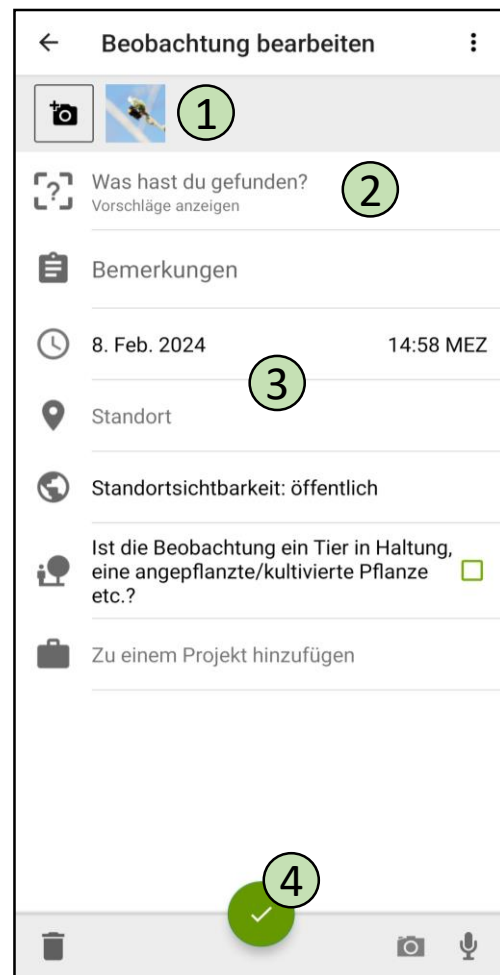 Beobachtung bearbeiten
1
Was hast du gefunden?
2
Vorschläge anzeigen
Bemerkungen
8. Feb. 2024 14:58 MEZ
3
Standort
Standortsichtbarkeit: öffentlich
Ist die Beobachtung ein Tier in Haltung,
eine angepflanzte/kultivierte Pflanze
etc.?
Zu einem Projekt hinzufügen
4